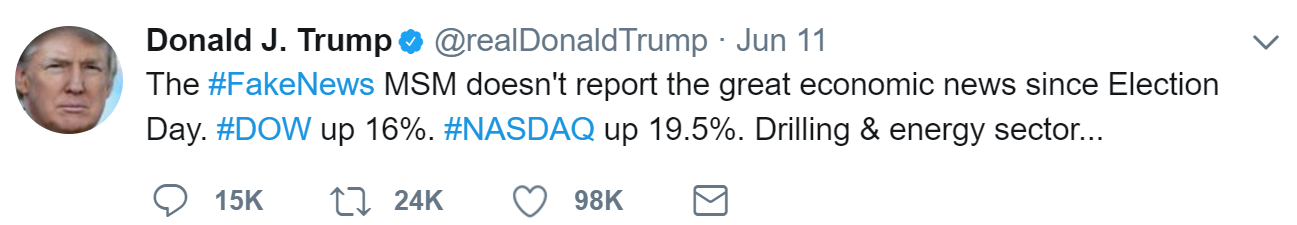 Donald J. Trump @realDonaldTrump · Jun 11
The #FakeNews MSM doesn't report the great economic news since Election
Day. #DOW up 16%. #NASDAQ up 19.5%. Drilling & energy sector...
15K 24K 98K